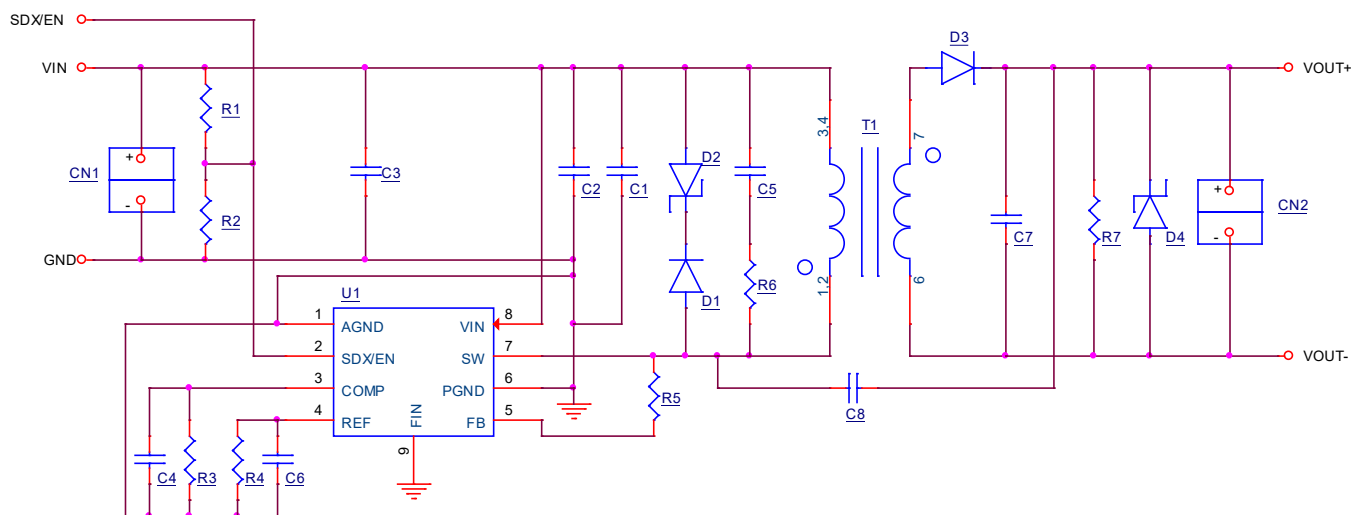 SDX/EN
D3
VIN
VOUT+
R1
3,4
T1
7
+
CN1
-
C3
C2
C1
D2
C5
+
CN2
-
R2
C7
R7
D4
GND
1,2
6
D1
R6
U1
1
AGND
VIN
8
2
SDX/EN
SW
7
VOUT-
3
COMP
PGND
6
R5
C8
4
REF
FIN
FB
5
9
C4
R3
R4
C6